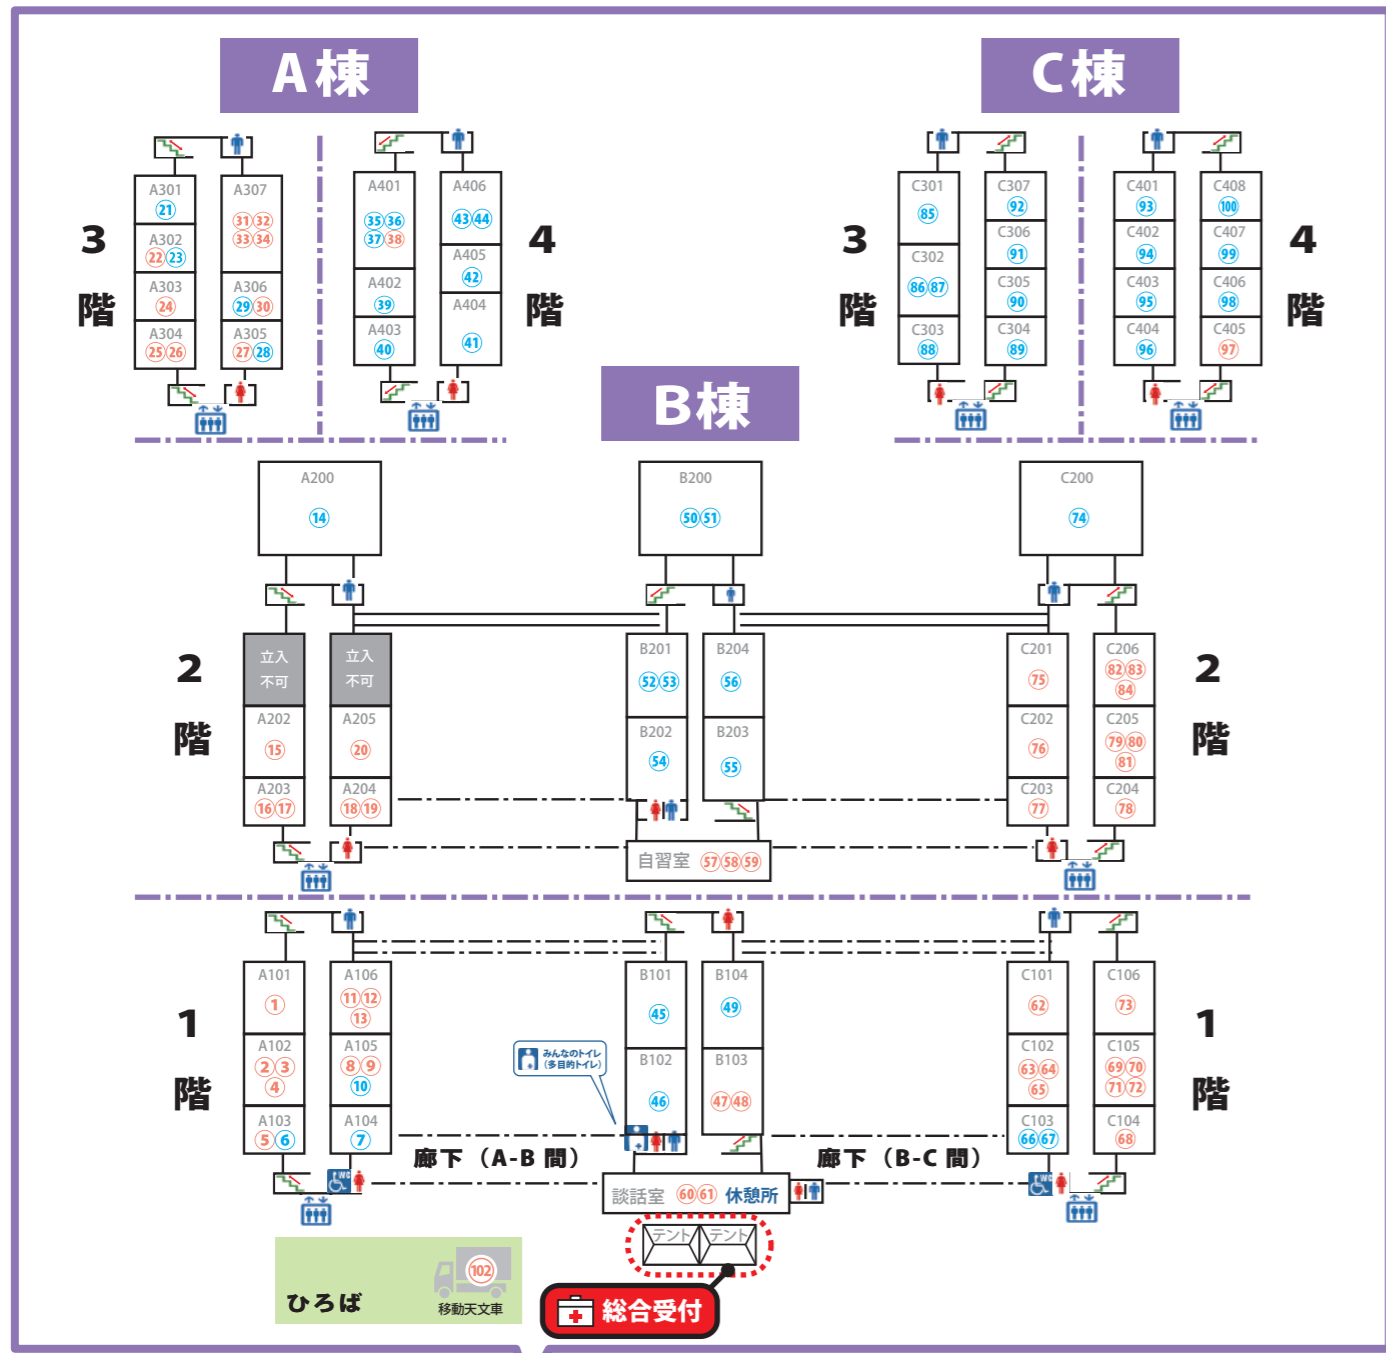 A棟
C棟
3階
A301
21
A302
22 23
A303
24
A304
25 26
A307
31 32
33 34
A306
29 30
A305
27 28
A401
35 36
37 38
A402
39
A403
40
A406
43 44
A405
42
A404
41
4階
3階
C301
85
C302
86 87
C303
88
C307
92
C306
91
C305
90
C304
89
C401
93
C402
94
C403
95
C404
96
C408
100
C407
99
C406
98
C405
97
4階
B棟
A200
14
B200
50 51
C200
74
2階
立入
不可
A202
15
A203
16 17
立入
不可
A205
20
A204
18 19
B201
52 53
B202
54
B204
56
B203
55
自習室 57 58 59
C201
75
C202
76
C203
77
C206
82 83
84
C205
79 80
81
C204
78
2階
1階
A101
1
A102
2 3
4
A103
5 6
A106
11 12
13
A105
8 9
10
A104
7
B101
45
B102
46
B104
49
B103
47 48
みんなのトイレ
(多目的トイレ)
C101
62
C102
63 64
65
C103
66 67
C106
73
C105
69 70
71 72
C104
68
1階
廊下（A-B 間）
廊下（B-C 間）
WC
WC
談話室 60 61 休憩所
テント テント
総合受付
102
移動天文車
ひろば